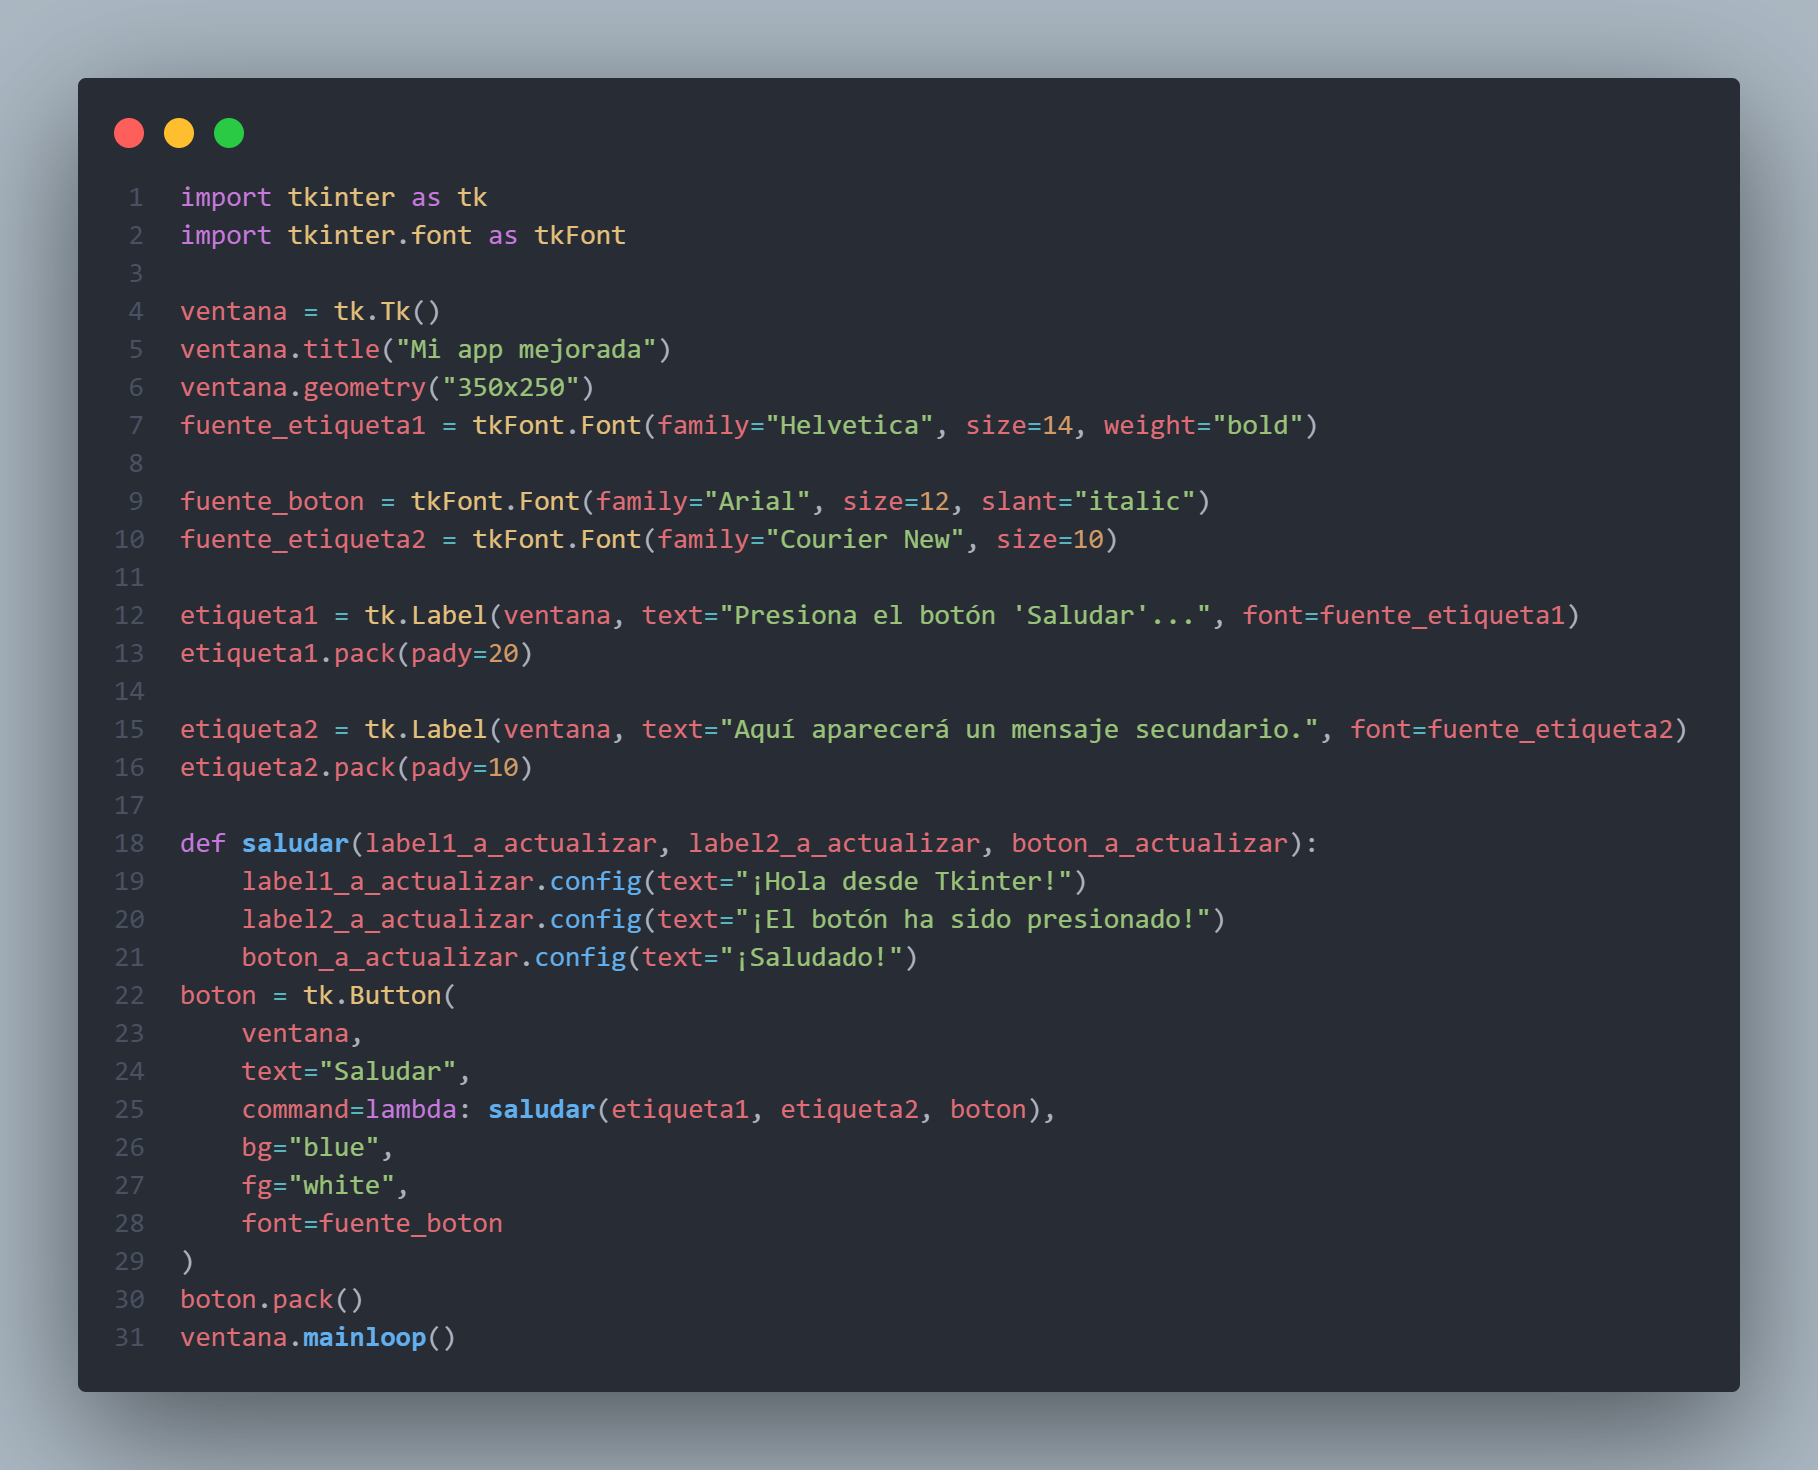 1 import tkinter as tk
2 import tkinter.font as tkFont
3
4 ventana = tk.Tk()
5 ventana.title("Mi app mejorada")
6 ventana.geometry("350x250")
7 fuente_etiqueta1 = tkFont.Font(family="Helvetica", size=14, weight="bold")
8
9 fuente_boton = tkFont.Font(family="Arial", size=12, slant="italic")
10 fuente_etiqueta2 = tkFont.Font(family="Courier New", size=10)
11
12 etiqueta1 = tk.Label(ventana, text="Presiona el botón 'Saludar'...", font=fuente_etiqueta1)
13 etiqueta1.pack(pady=20)
14
15 etiqueta2 = tk.Label(ventana, text="Aquí aparecerá un mensaje secundario.", font=fuente_etiqueta2)
16 etiqueta2.pack(pady=10)
17
18 def saludar(label1_a_actualizar, label2_a_actualizar, boton_a_actualizar):
19     label1_a_actualizar.config(text="¡Hola desde Tkinter!")
20     label2_a_actualizar.config(text="¡El botón ha sido presionado!")
21     boton_a_actualizar.config(text="¡Saludado!")
22 boton = tk.Button(
23     ventana,
24     text="Saludar",
25     command=lambda: saludar(etiqueta1, etiqueta2, boton),
26     bg="blue",
27     fg="white",
28     font=fuente_boton
29 )
30 boton.pack()
31 ventana.mainloop()